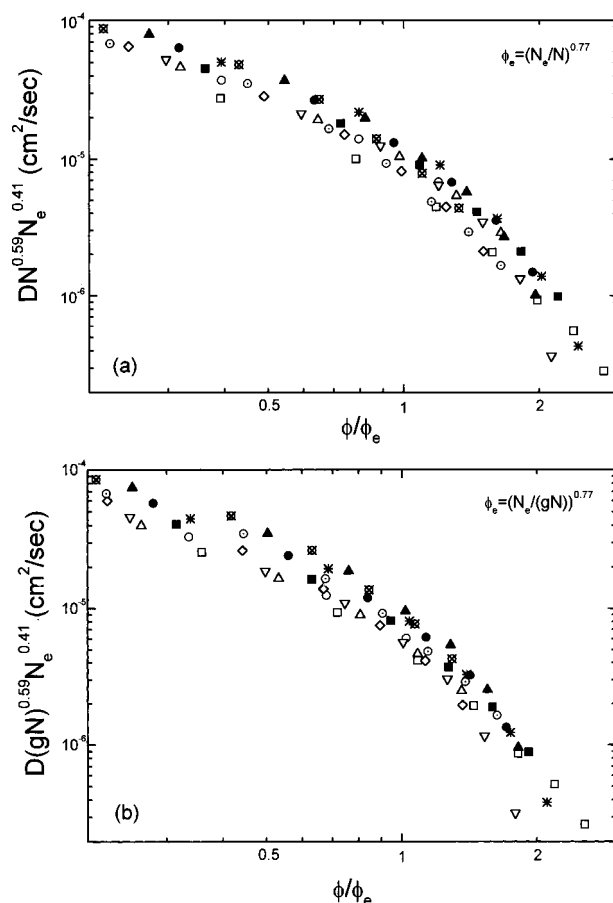 10⁻⁴
ϕₑ=(Nₑ/N)^0.77
10⁻⁵
10⁻⁶
DN^0.59Nₑ^0.41 (cm²/sec)
(a)
0.5 1 2
ϕ/ϕₑ
10⁻⁴
ϕₑ=(Nₑ/(gN))^0.77
10⁻⁵
10⁻⁶
D(gN)^0.59Nₑ^0.41 (cm²/sec)
(b)
0.5 1 2
ϕ/ϕₑ